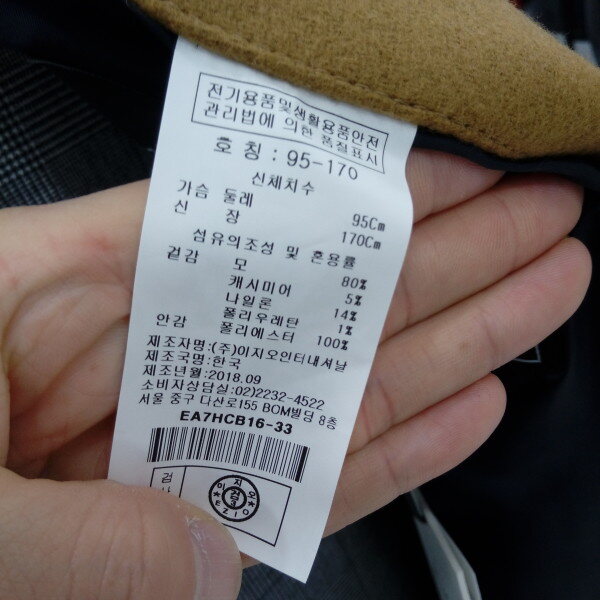 전기용품및생활용품안전
관리법에 의한 품질표시
호 칭 : 95-170
신체치수
가슴 둘레 95Cm
신 장 170Cm
섬유의조성 및 혼용률
겉감 모 80%
캐시미어 5%
나일론 14%
폴리우레탄 1%
안감 폴리에스터 100%
제조자명:(주)이지오인터내셔날
제조국명:한국
제조년월:2018.09
소비자상담실:02)2232-4522
서울 중구 다산로155 BOM빌딩 8층
EA7HCB16-33
검
이지오
검
EZIO